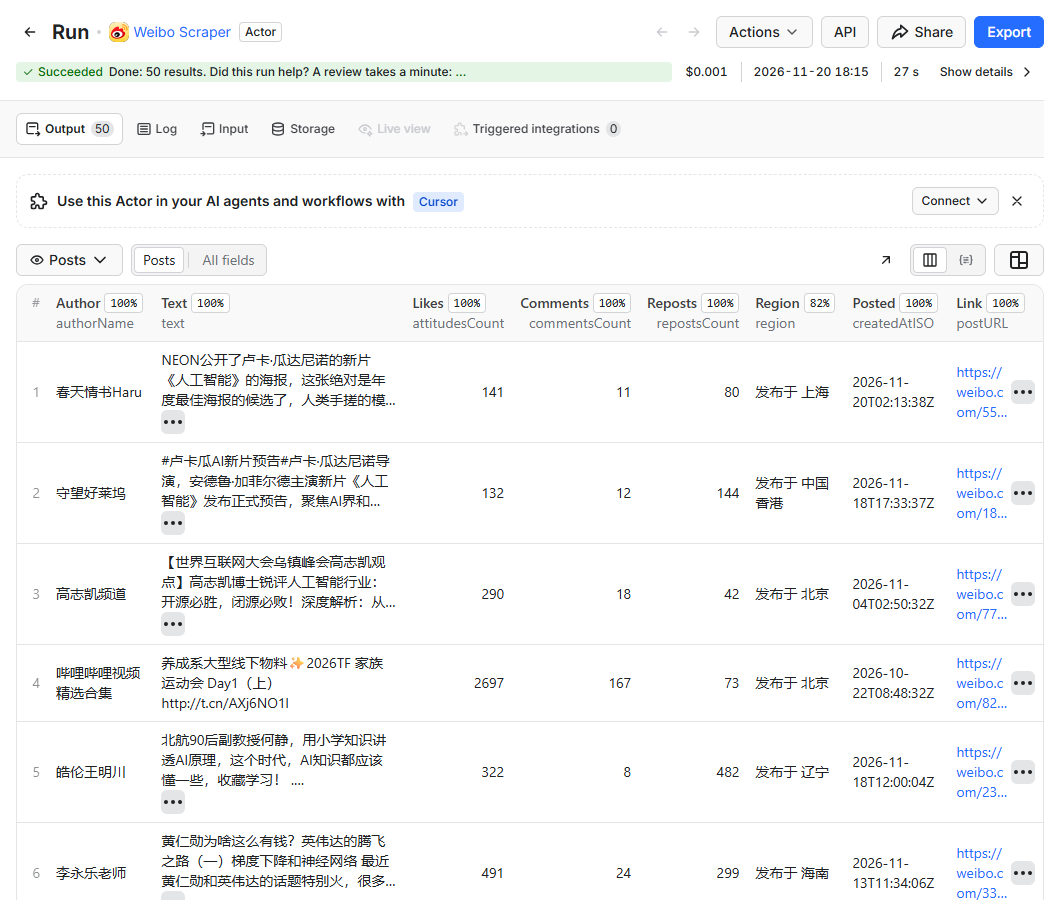 Run
Weibo Scraper
Actor
Actions
API
Share
Export
Succeeded Done: 50 results. Did this run help? A review takes a minute: ...
$0.001
2026-11-20 18:15
27 s
Show details
Output 50
Log
Input
Storage
Live view
Triggered integrations 0
Use this Actor in your AI agents and workflows with Cursor
Connect
Posts
Posts
All fields
# Author 100% Text 100% Likes 100% Comments 100% Reposts 100% Region 82% Posted 100% Link 100%
authorName text attitudesCount commentsCount repostsCount region createdAtISO postURL
1
春天情书Haru
NEON公开了卢卡·瓜达尼诺的新片
《人工智能》的海报，这张绝对是年
度最佳海报的候选了，人类手搓的模...
141
11
80
发布于 上海
2026-11-
20T02:13:38Z
https://
weibo.c
om/55...
2
守望好莱坞
#卢卡瓜AI新片预告#卢卡·瓜达尼诺导
演，安德鲁·加菲尔德主演新片《人工
智能》发布正式预告，聚焦AI界和...
132
12
144
发布于 中国
香港
2026-11-
18T17:33:37Z
https://
weibo.c
om/18...
3
高志凯频道
【世界互联网大会乌镇峰会高志凯观
点】高志凯博士锐评人工智能行业：
开源必胜，闭源必败！深度解析：从...
290
18
42
发布于 北京
2026-11-
04T02:50:32Z
https://
weibo.c
om/77...
4
哔哩哔哩视频
精选合集
养成系大型线下物料✨2026TF 家族
运动会 Day1（上）
http://t.cn/AXj6NO1I
2697
167
73
发布于 北京
2026-10-
22T08:48:32Z
https://
weibo.c
om/82...
5
皓伦王明川
北航90后副教授何静，用小学知识讲
透AI原理，这个时代，AI知识都应该
懂一些，收藏学习！ ....
322
8
482
发布于 辽宁
2026-11-
18T12:00:04Z
https://
weibo.c
om/23...
6
李永乐老师
黄仁勋为啥这么有钱？英伟达的腾飞
之路（一）梯度下降和神经网络 最近
黄仁勋和英伟达的话题特别火，很多...
491
24
299
发布于 海南
2026-11-
13T11:34:06Z
https://
weibo.c
om/33...